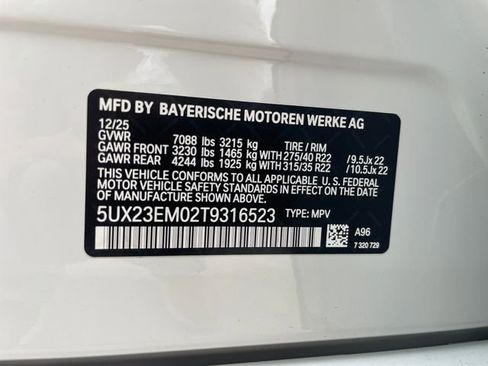 MFD BY BAYERISCHE MOTOREN WERKE AG
12/25
GVWR 7088 lbs 3215 kg TIRE / RIM
GAWR FRONT 3230 lbs 1465 kg WITH 275/40 R22 /9.5Jx 22
GAWR REAR 4244 lbs 1925 kg WITH 315/35 R22 /10.5Jx 22
THIS VEHICLE CONFORMS TO ALL APPLICABLE
U.S. FEDERAL MOTOR VEHICLE SAFETY STANDARDS
IN EFFECT ON THE DATE OF
MANUFACTURE SHOWN ABOVE.
5UX23EM02T9316523 TYPE: MPV
A96
7 320 729